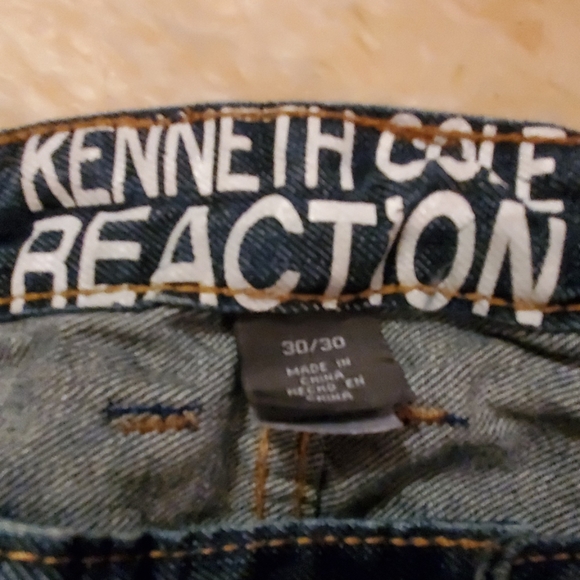 KENNETH COLE
REACTION
30/30
MADE IN
CHINA
HECHO EN
CHINA